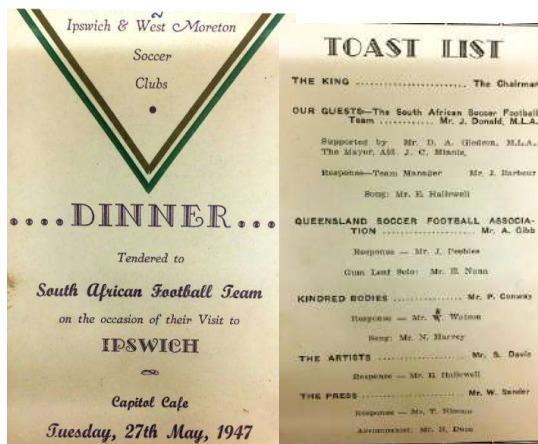 Ipswich & West Moreton
Soccer
Clubs
....DINNER...
Tendered to
South African Football Team
on the occasion of their Visit to
IPSWICH
Capitol Cafe
Tuesday, 27th May, 1947
TOAST LIST
THE KING ........................ The Chairman
OUR GUESTS—The South African Soccer Football
Team ............ Mr. J. Donald, M.L.A.
Supported by Mr. D. A. Gledson, M.L.A.
The Mayor, Ald. J. C. Minnis,
Response—Team Manager Mr. J. Barbour
Song: Mr. E. Hallewell
QUEENSLAND SOCCER FOOTBALL ASSOCIA-
TION ........................ Mr. A. Gibb
Response — Mr. J. Peebles
Gum Leaf Solo: Mr. H. Nunn
KINDRED BODIES ................ Mr. P. Conway
Response — Mr. Watson
Song: Mr. N. Harvey
THE ARTISTS .................... Mr. S. Davis
Response — Mr. E. Hallewell
THE PRESS ..................... Mr. W. Sander
Response — Mr. T.
Accompanist: Mr. H.